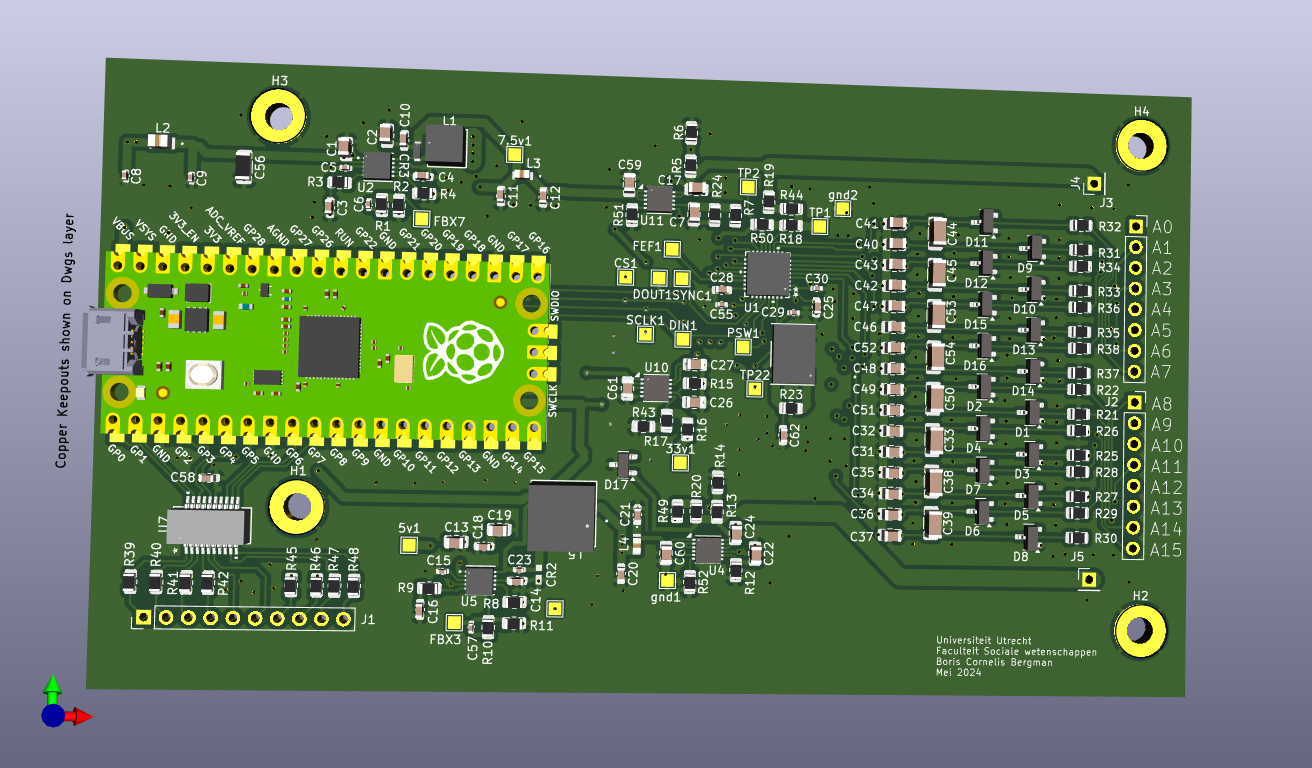 H3
H4
L2
C8
C9
C56
C1
C5
R3
C3
C2
C10
L1
CR3
U2
C6
R1
R2
C4
R4
FBX7
7.5v1
L3
C11
C12
R6
R5
C59
C17
R24
R51
U11
C7
R7
TP2
R19
R44
R50
R18
TP1
gnd2
J4
J3
VBUS
VSYS
GND
3V3_EN
3V3
ADC_VREF
GP28
AGND
GP27
GP26
RUN
GP22
GND
GP21
GP20
GP19
GP18
GND
GP17
GP16
FEF1
CS1
DOUT1
SYNC1
C28
C55
U1
C30
C29
C25
SCLK1
DIN1
PSW1
TP22
R23
C62
U10
C61
C27
R15
C26
R43
R17
R16
33v1
D17
SWDIO
SWCLK
Copper Keepouts shown on Dwgs layer
GP0
GP1
GND
GP2
GP3
GP4
GP5
GND
GP6
GP7
GP8
GP9
GND
GP10
GP11
GP12
GP13
GND
GP14
GP15
C41
C40
C43
C42
C47
C46
C52
C48
C49
C51
C32
C31
C35
C34
C36
C37
C44
C45
C53
C54
C50
C33
C38
C39
D11
D9
D12
D10
D15
D13
D16
D14
D2
D1
D4
D3
D7
D5
D6
D8
R32
R31
R34
R33
R36
R35
R38
R37
R22
R21
R26
R25
R28
R27
R29
R30
A0
A1
A2
A3
A4
A5
A6
A7
J2
A8
A9
A10
A11
A12
A13
A14
A15
J5
C58
H1
U7
R39
R40
R41
R45
R46
R47
R48
J1
5v1
C13
C18
C19
C15
C23
CR2
R9
C16
U5
R8
C14
R11
FBX3
C57
R10
C21
L4
C20
R49
R20
R14
R13
C24
C60
U4
C22
R52
R12
gnd1
H2
Universiteit Utrecht
Faculteit Sociale wetenschappen
Boris Cornelis Bergman
Mei 2024